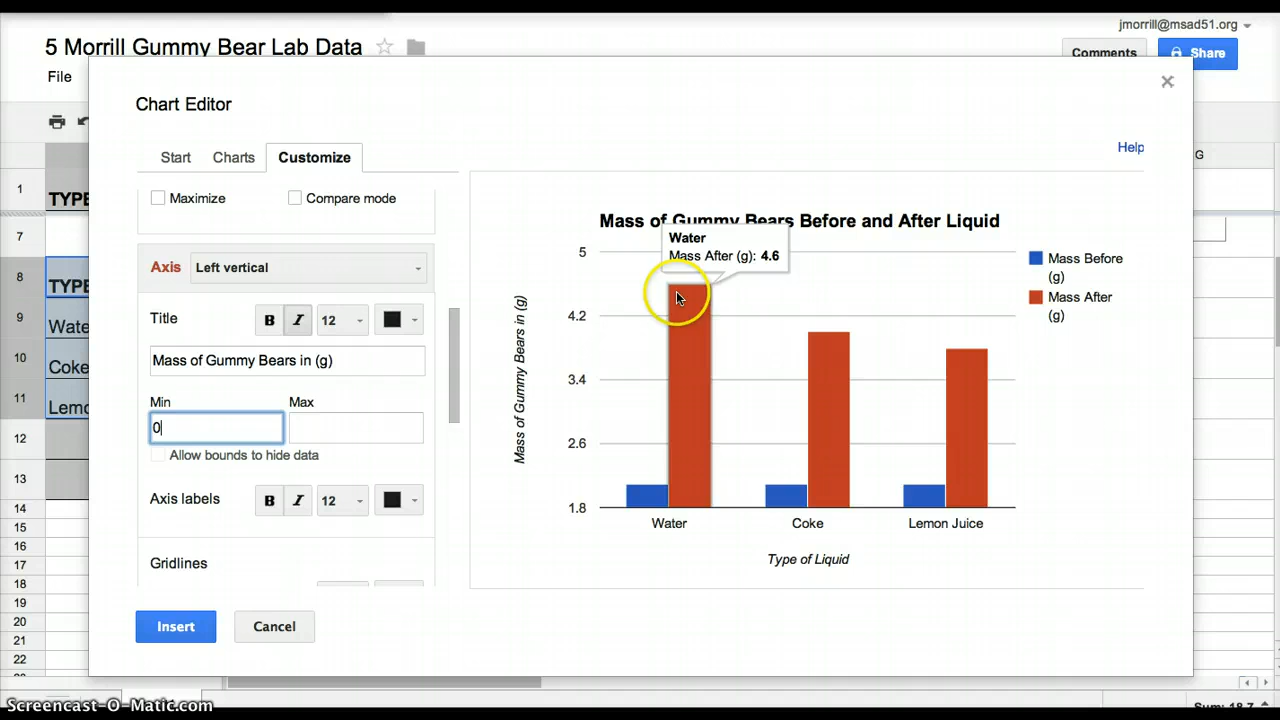 jmorrill@msad51.org
5 Morrill Gummy Bear Lab Data
Comments
Share
File
Chart Editor
Help
Start
Charts
Customize
G
1
TYPE
Maximize
Compare mode
7
Axis
Left vertical
8
TYPE
Title
B
I
12
9
Wate
Mass of Gummy Bears in (g)
10
Coke
Min
Max
11
Lemo
0
12
Allow bounds to hide data
13
Axis labels
B
I
12
14
15
16
17
Gridlines
18
19
20
21
22
Insert
Cancel
Mass of Gummy Bears Before and After Liquid
Water
Mass After (g): 4.6
5
4.2
3.4
2.6
1.8
Mass of Gummy Bears in (g)
Mass Before
(g)
Mass After
(g)
Water
Coke
Lemon Juice
Type of Liquid
Sum: 18.7
Screencast-O-Matic.com